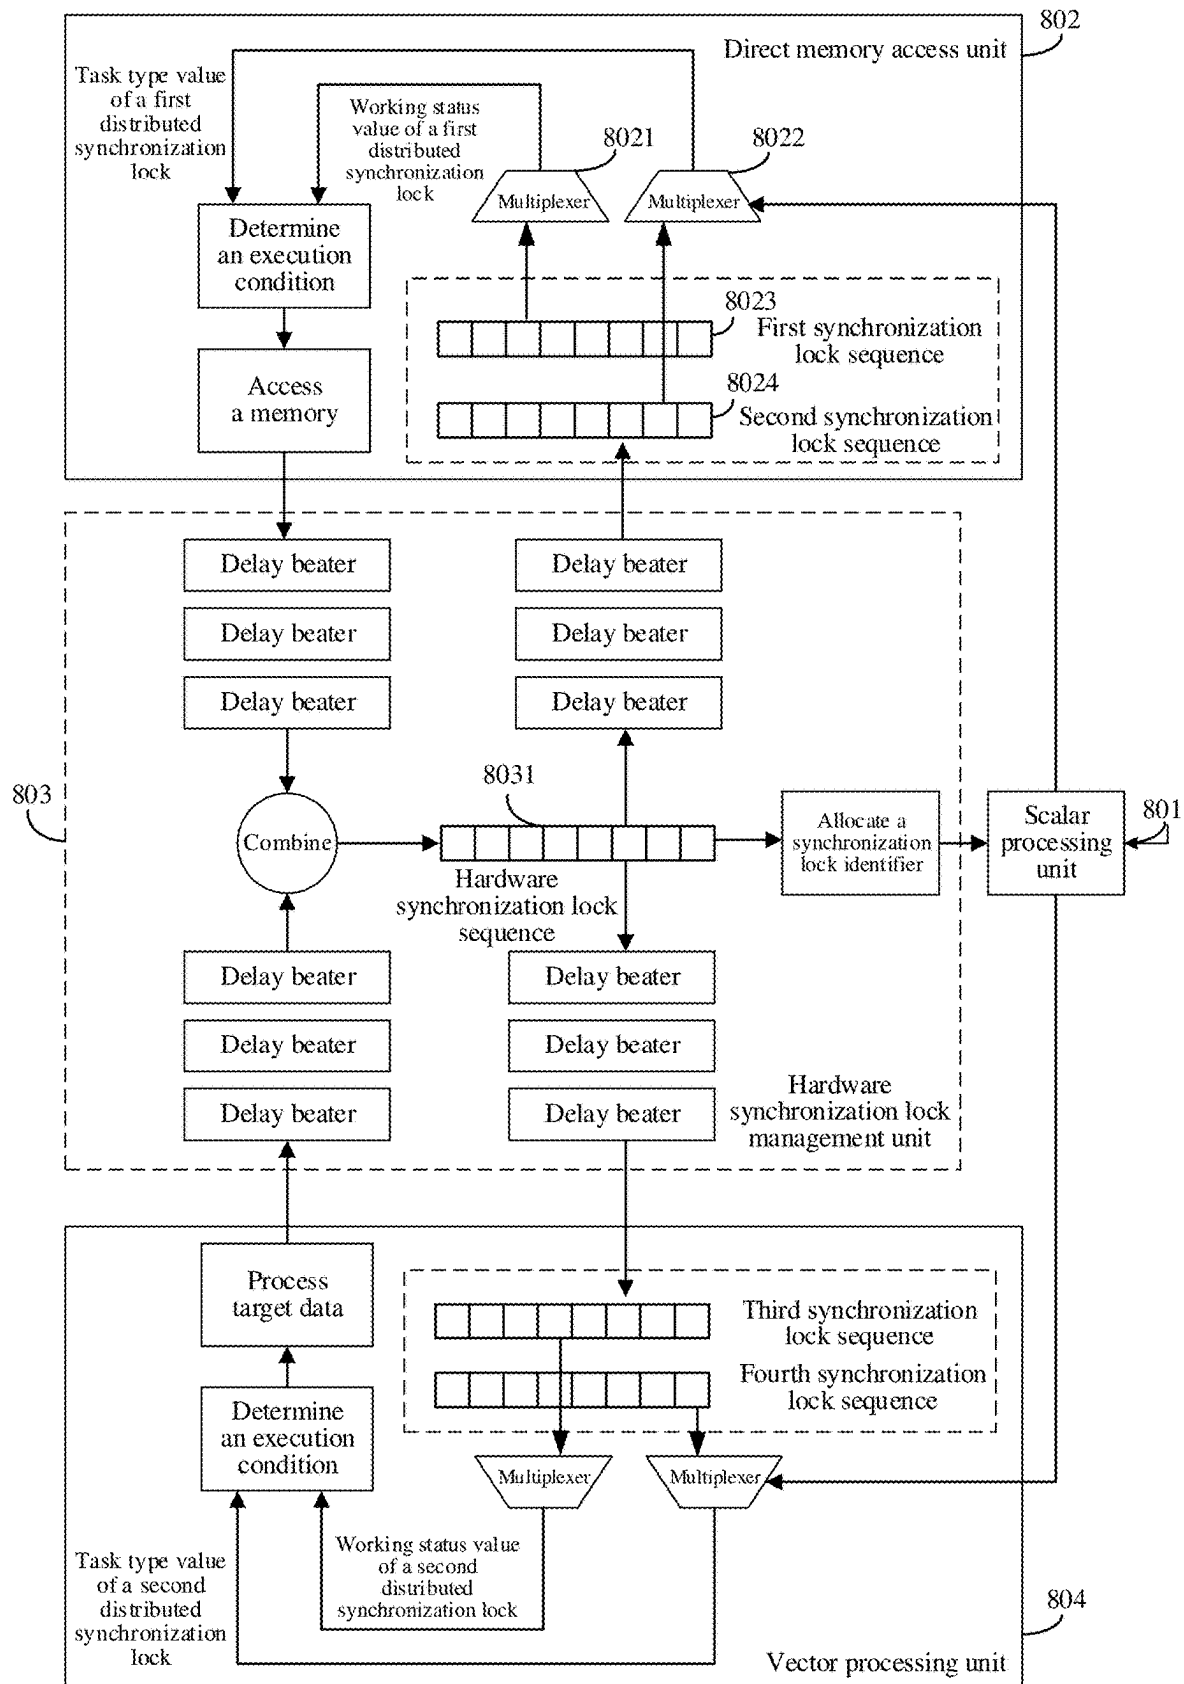 802
Direct memory access unit
Task type value
of a first
distributed
synchronization
lock
Working status
value of a first
distributed
synchronization
lock
8021
8022
Multiplexer
Multiplexer
Determine
an execution
condition
8023
First synchronization
lock sequence
Access
a memory
8024
Second synchronization
lock sequence
Delay beater
Delay beater
Delay beater
Delay beater
Delay beater
Delay beater
803
8031
Combine
Hardware
synchronization lock
sequence
Allocate a
synchronization
lock identifier
Scalar
processing
unit
801
Delay beater
Delay beater
Delay beater
Delay beater
Delay beater
Delay beater
Hardware
synchronization lock
management unit
Process
target data
Third synchronization
lock sequence
Fourth synchronization
lock sequence
Determine
an execution
condition
Multiplexer
Multiplexer
Task type value
of a second
distributed
synchronization
lock
Working status value
of a second
distributed
synchronization lock
804
Vector processing unit